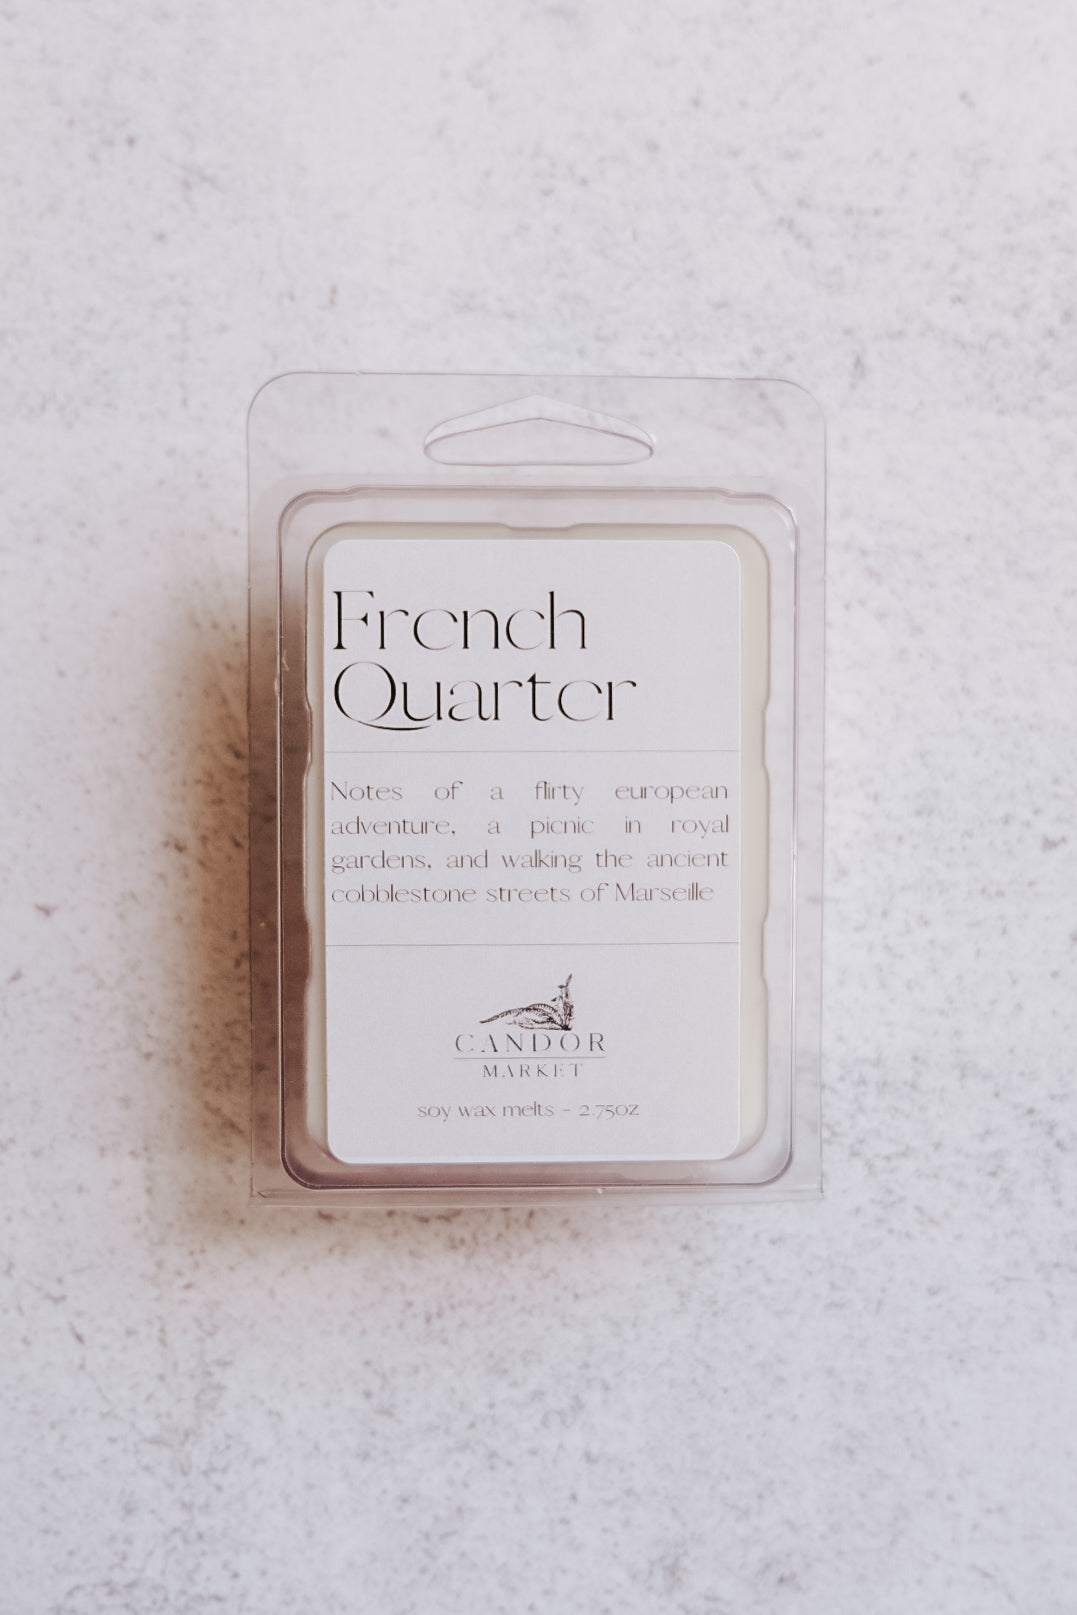 French
Quarter
Notes of a flirty european
adventure, a picnic in royal
gardens, and walking the ancient
cobblestone streets of Marseille
CANDOR
MARKET
soy wax melts - 2.75oz